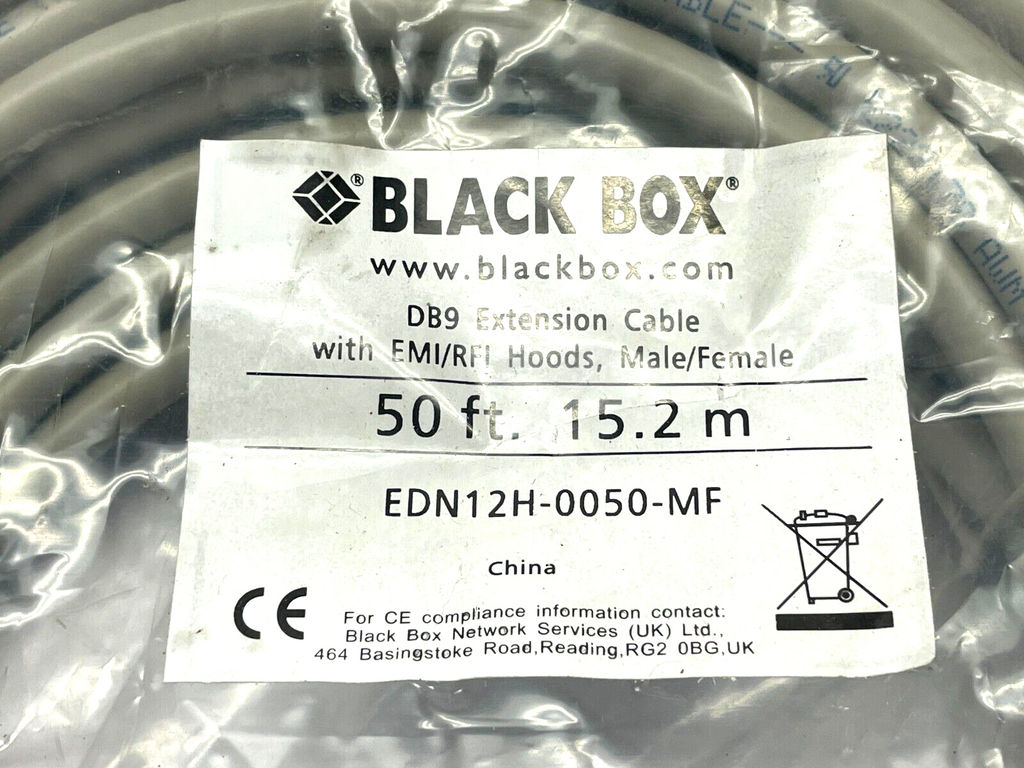 ® BLACK BOX®
www.blackbox.com
DB9 Extension Cable
with EMI/RFI Hoods, Male/Female
50 ft. 15.2 m
EDN12H-0050-MF
China
CE
For CE compliance information contact:
Black Box Network Services (UK) Ltd.,
464 Basingstoke Road,Reading,RG2 0BG,UK
AWM